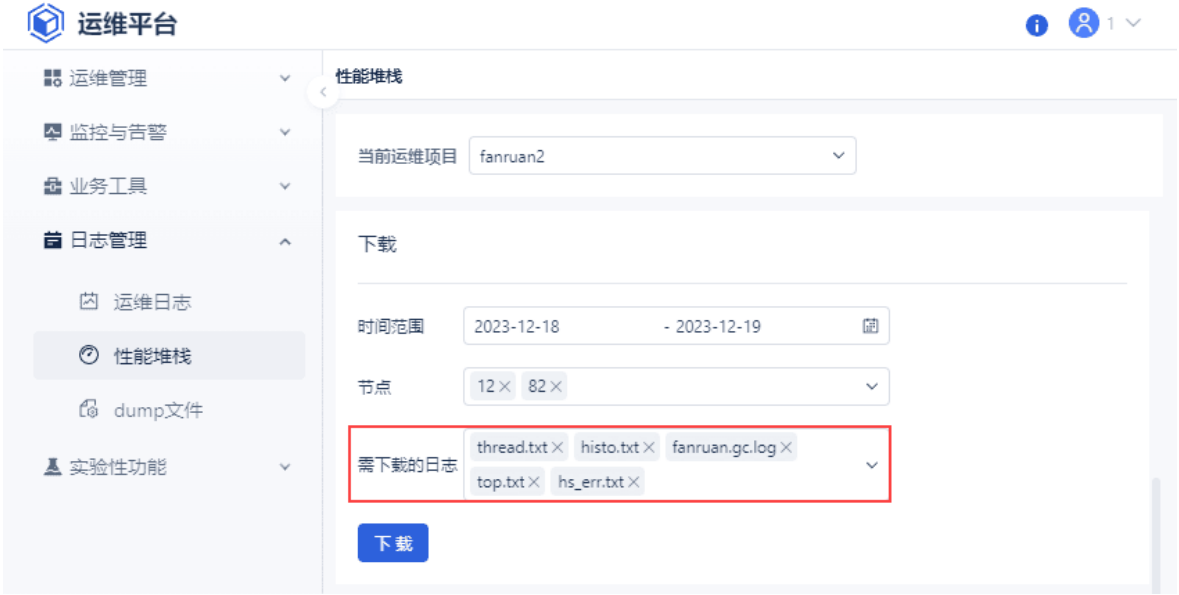 运维平台
1
运维管理
监控与告警
业务工具
日志管理
运维日志
性能堆栈
dump文件
实验性功能
性能堆栈
当前运维项目 fanruan2
下载
时间范围 2023-12-18 - 2023-12-19
节点 12 82
需下载的日志 thread.txt histo.txt fanruan.gc.log
top.txt hs_err.txt
下载